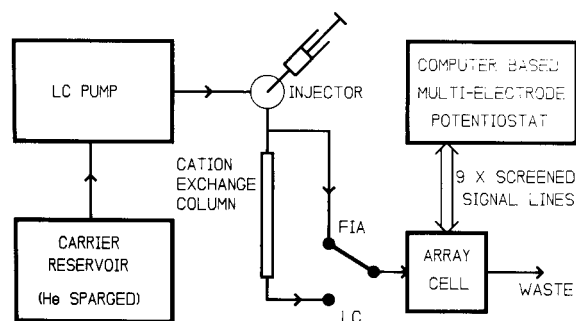 LC PUMP
INJECTOR
COMPUTER BASED
MULTI-ELECTRODE
POTENTIOSTAT
CATION
EXCHANGE
COLUMN
9 X SCREENED
SIGNAL LINES
FIA
CARRIER
RESERVOIR
(He SPARGED)
ARRAY
CELL
WASTE
LC